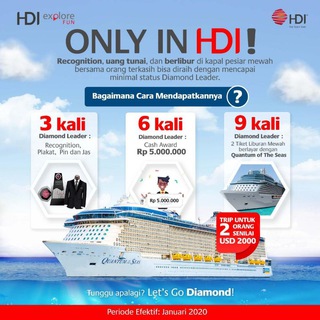 HDI explore
FUN
HDI
ONLY IN HDI!
Recognition, uang tunai, dan berlibur di kapal pesiar mewah
bersama orang terkasih bisa diraih dengan mencapai
minimal status Diamond Leader.
Bagaimana Cara Mendapatkannya ?
3 kali
Diamond Leader :
Recognition,
Plakat, Pin dan Jas
6 kali
Diamond Leader :
Cash Award
Rp 5.000.000
Rp 5.000.000
9 kali
Diamond Leader :
2 Tiket Liburan Mewah
berlayar dengan
Quantum of The Seas
TRIP UNTUK
2 ORANG
SENILAI
USD 2000
Tunggu apalagi? Let's Go Diamond!
Periode Efektif: Januari 2020